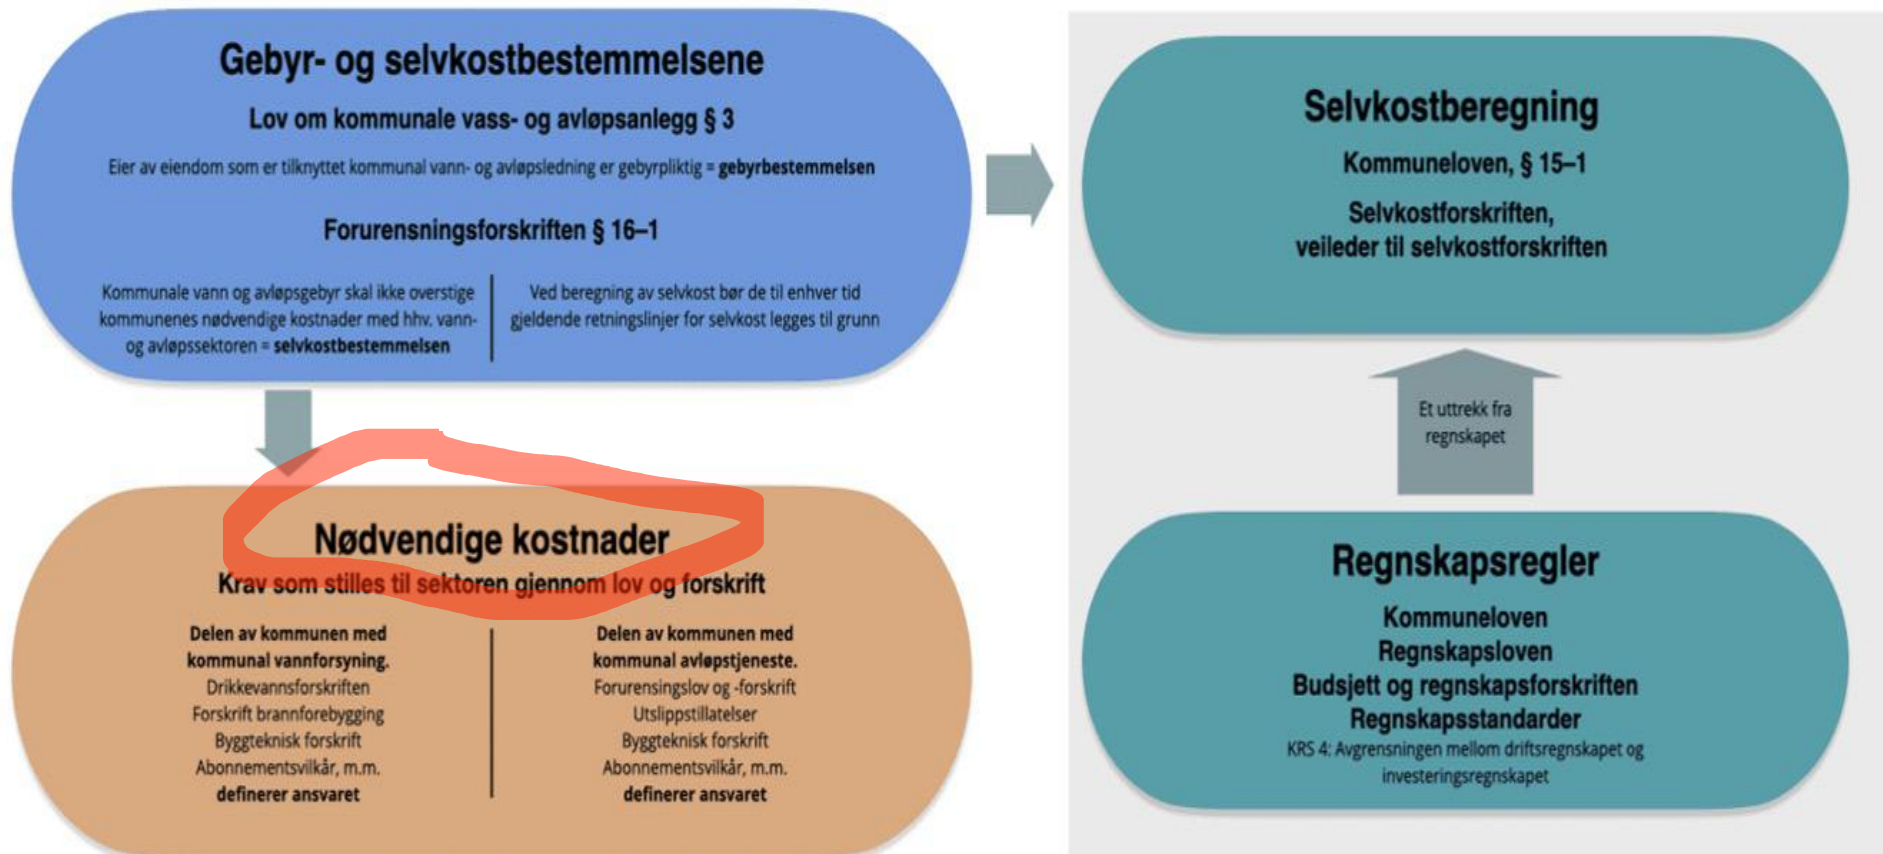 Gebyr- og selvkostbestemmelsene
Lov om kommunale vass- og avløpsanlegg § 3
Eier av eiendom som er tilknyttet kommunal vann- og avløpsledning er gebyrpliktig = gebyrbestemmelsen
Forurensningsforskriften § 16–1
Kommunale vann og avløpsgebyr skal ikke overstige
kommunenes nødvendige kostnader med hhv. vann-
og avløpssektoren = selvkostbestemmelsen
Ved beregning av selvkost bør de til enhver tid
gjeldende retningslinjer for selvkost legges til grunn
Selvkostberegning
Kommuneloven, § 15–1
Selvkostforskriften,
veileder til selvkostforskriften
Et uttrekk fra
regnskapet
Nødvendige kostnader
Krav som stilles til sektoren gjennom lov og forskrift
Delen av kommunen med
kommunal vannforsyning.
Drikkevannsforskriften
Forskrift brannforebygging
Byggteknisk forskrift
Abonnementsvilkår, m.m.
definerer ansvaret
Delen av kommunen med
kommunal avløpstjeneste.
Forurensingslov og -forskrift
Utslippstillatelser
Byggteknisk forskrift
Abonnementsvilkår, m.m.
definerer ansvaret
Regnskapsregler
Kommuneloven
Regnskapsloven
Budsjett og regnskapsforskriften
Regnskapsstandarder
KRS 4: Avgrensningen mellom driftsregnskapet og
investeringsregnskapet